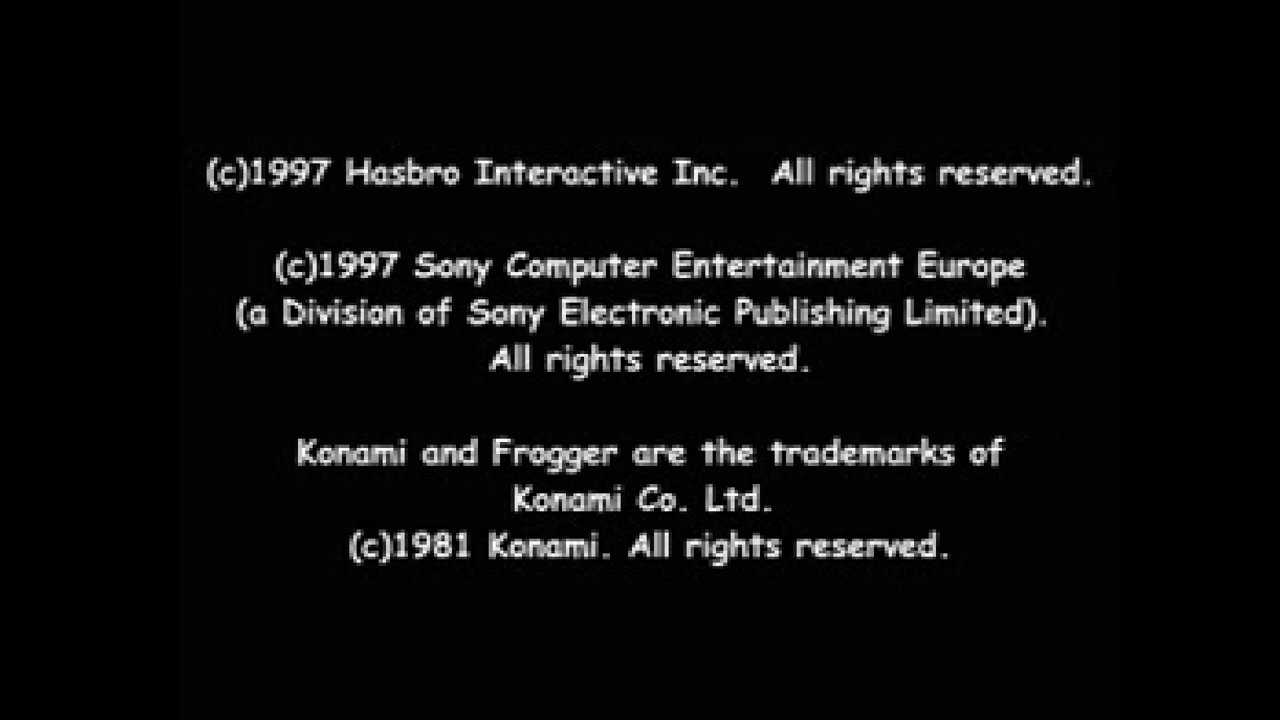 (c)1997 Hasbro Interactive Inc.  All rights reserved.
(c)1997 Sony Computer Entertainment Europe
(a Division of Sony Electronic Publishing Limited).
All rights reserved.
Konami and Frogger are the trademarks of
Konami Co. Ltd.
(c)1981 Konami. All rights reserved.